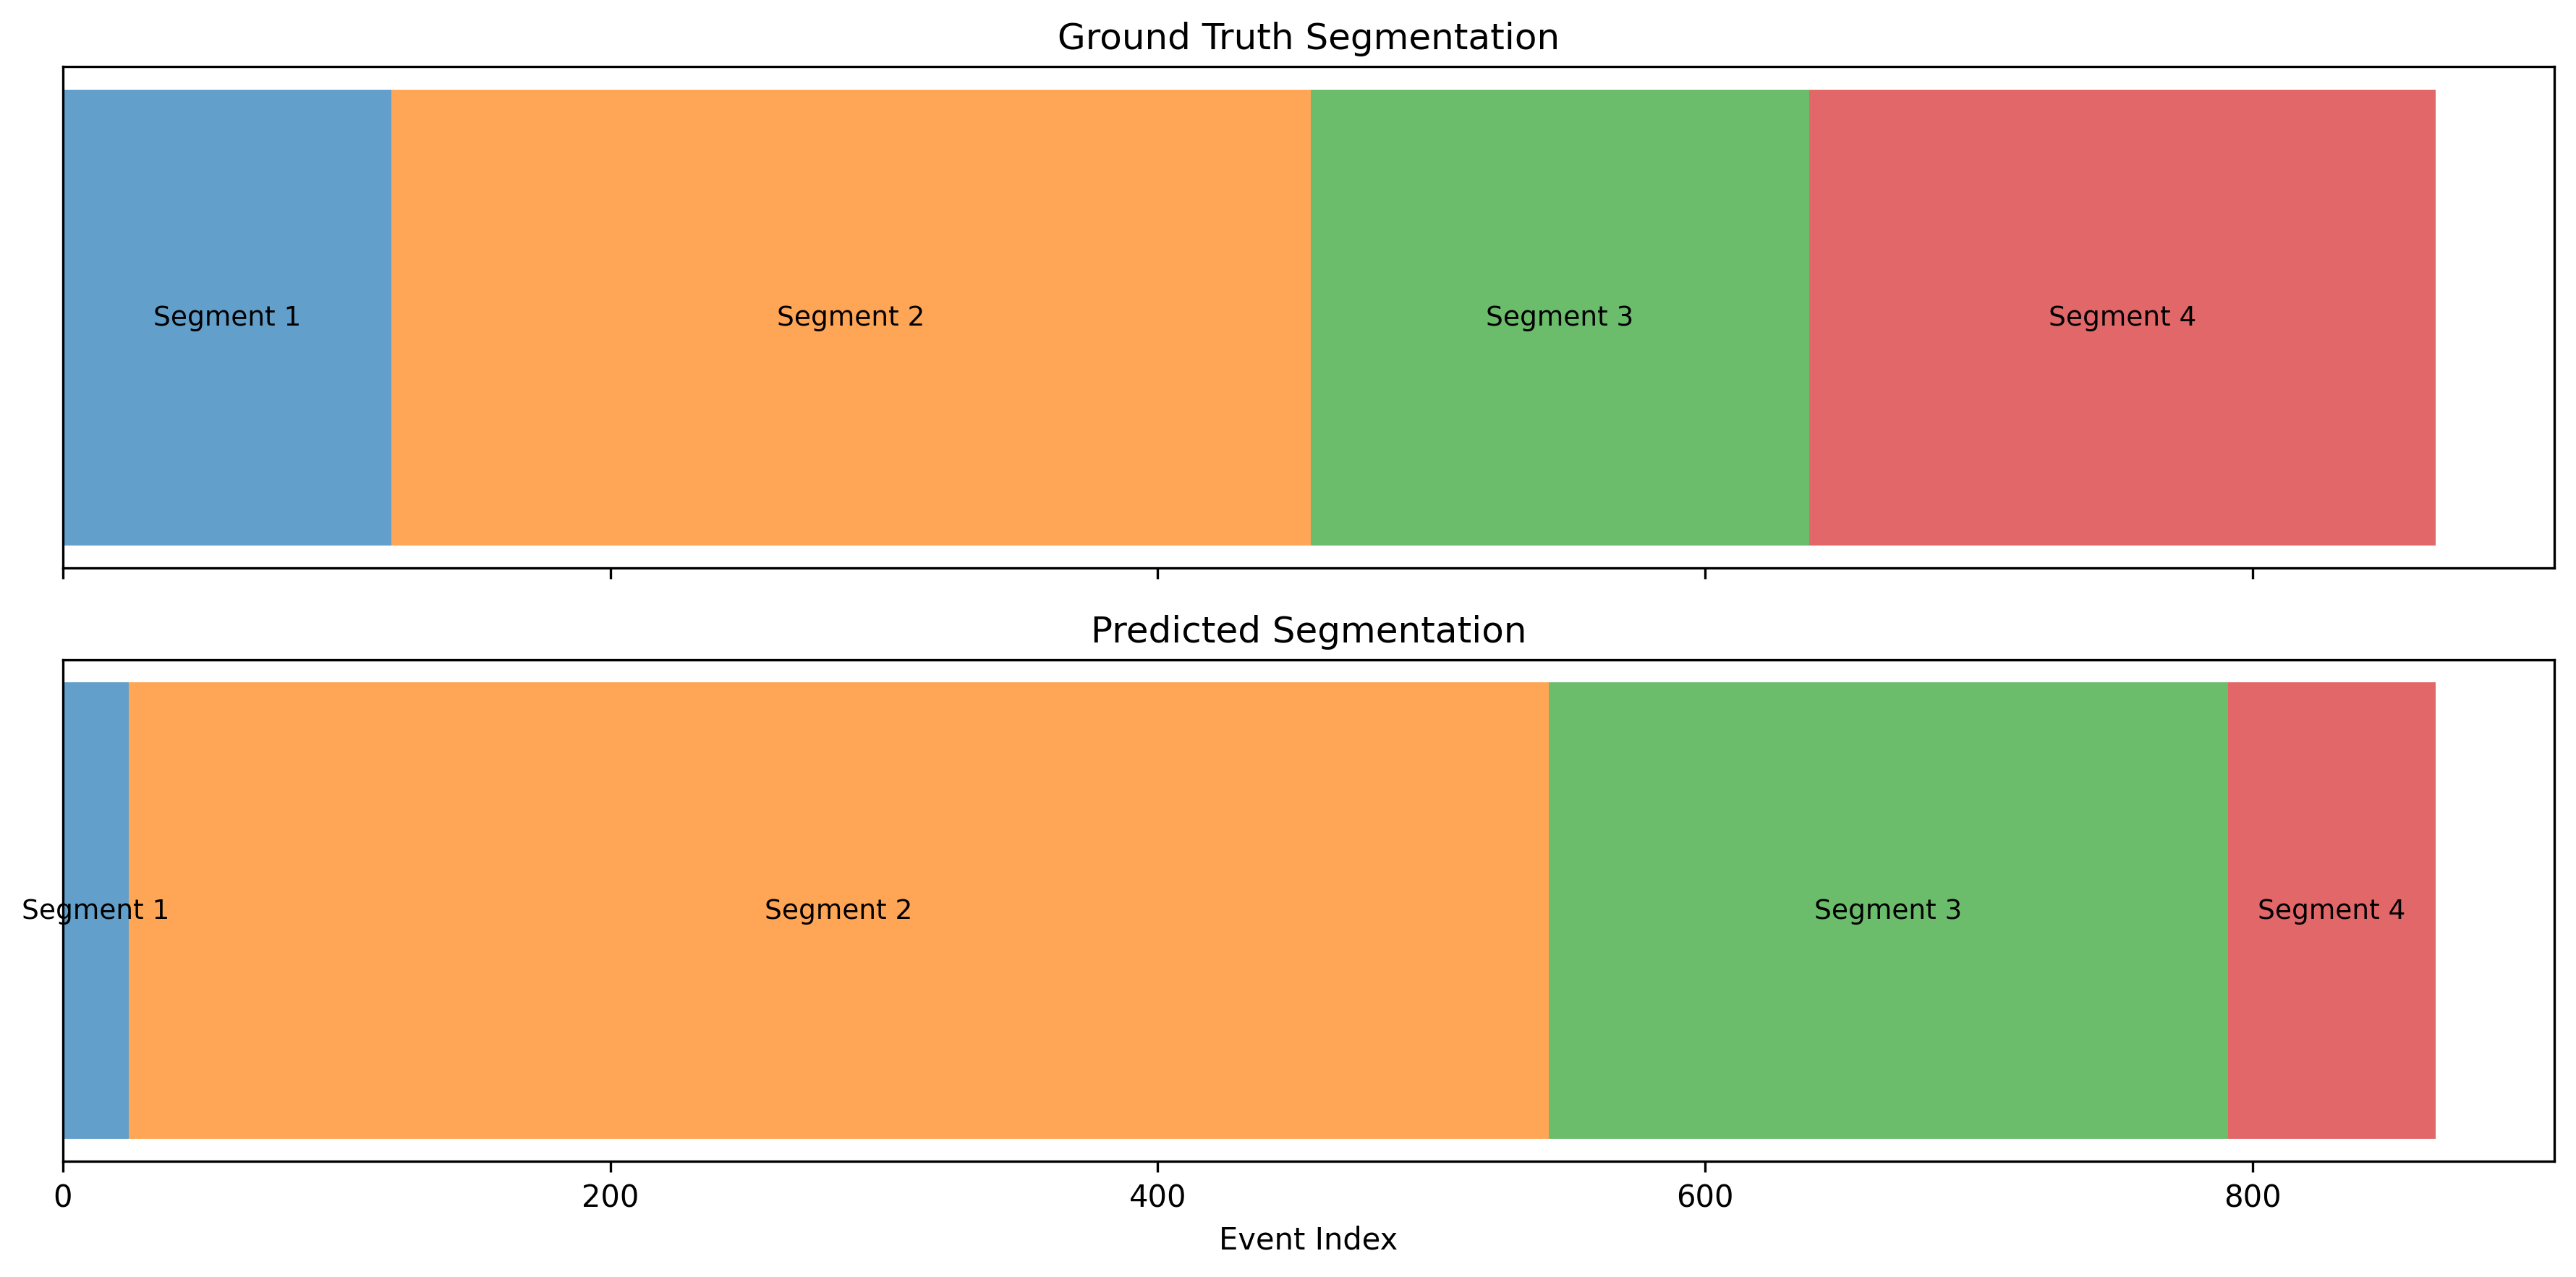 Ground Truth Segmentation
Segment 1 Segment 2 Segment 3 Segment 4
Predicted Segmentation
Segment 1 Segment 2 Segment 3 Segment 4
0 200 400 600 800
Event Index